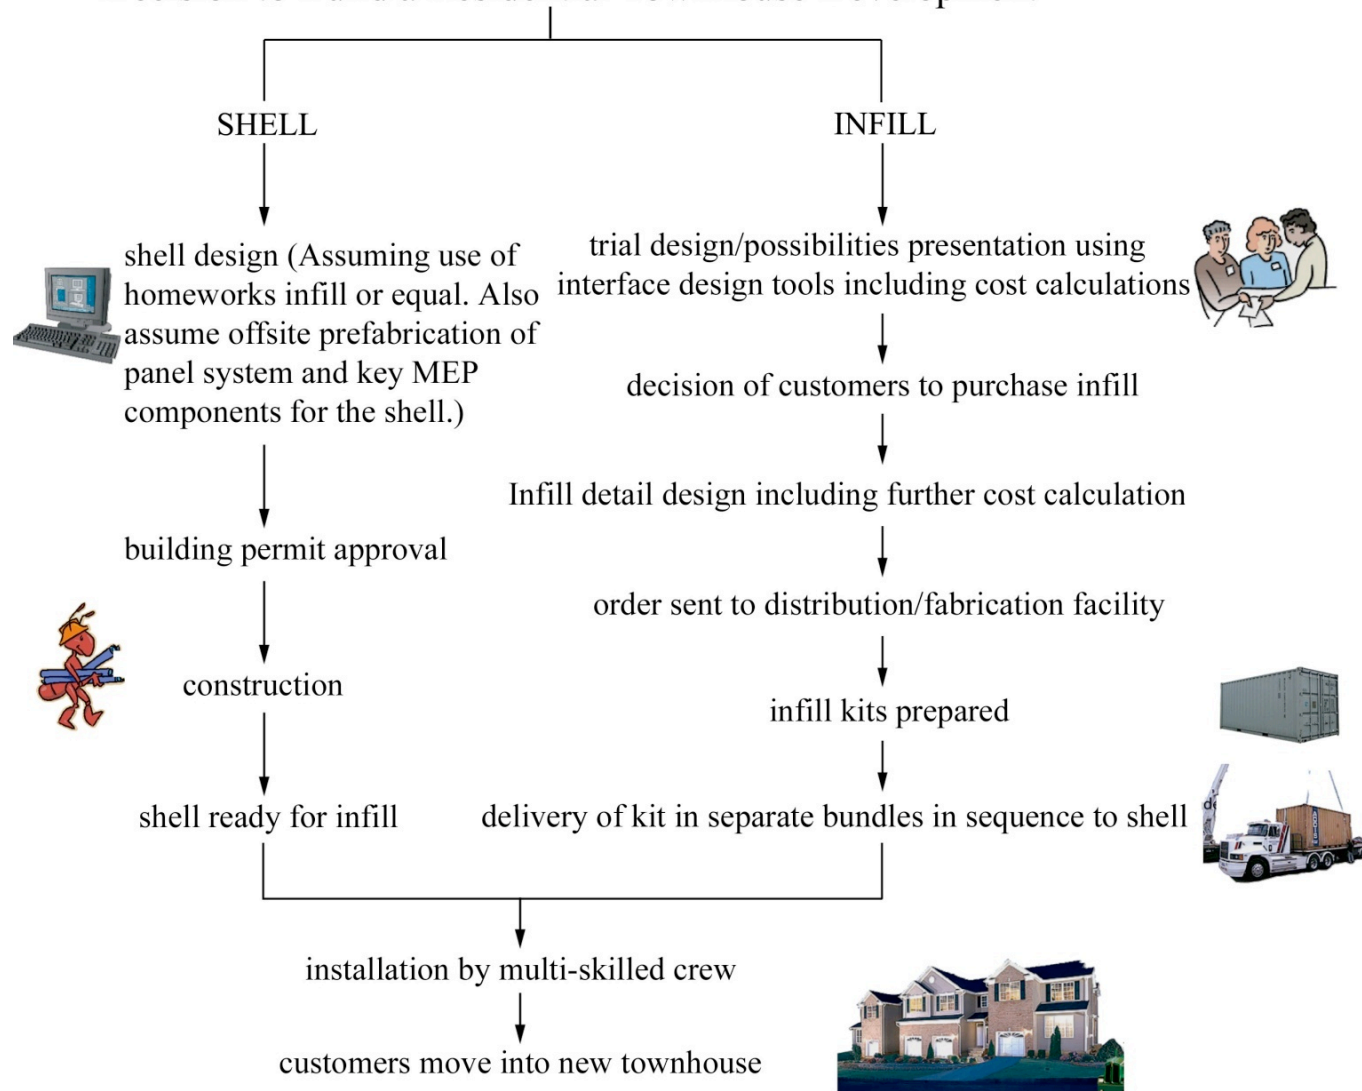 SHELL
INFILL
shell design (Assuming use of
homeworks infill or equal. Also
assume offsite prefabrication of
panel system and key MEP
components for the shell.)
building permit approval
construction
shell ready for infill
trial design/possibilities presentation using
interface design tools including cost calculations
decision of customers to purchase infill
Infill detail design including further cost calculation
order sent to distribution/fabrication facility
infill kits prepared
delivery of kit in separate bundles in sequence to shell
de
installation by multi-skilled crew
customers move into new townhouse